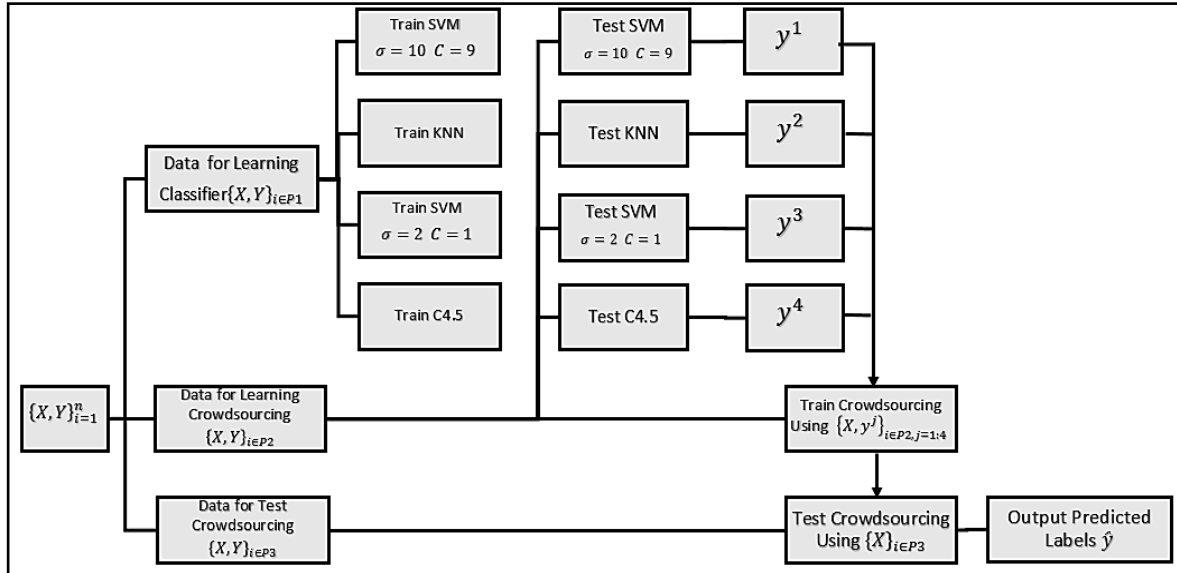 Train SVM
σ = 10 C = 9
Test SVM
σ = 10 C = 9
y¹
Train KNN
Test KNN
y²
Data for Learning
Classifier{X, Y}ᵢ∈P1
Train SVM
σ = 2 C = 1
Test SVM
σ = 2 C = 1
y³
Train C4.5
Test C4.5
y⁴
{X, Y}ⁿᵢ₌₁
Data for Learning
Crowdsourcing
{X, Y}ᵢ∈P2
Train Crowdsourcing
Using {X, yʲ}ᵢ∈P2,j=1:4
Data for Test
Crowdsourcing
{X, Y}ᵢ∈P3
Test Crowdsourcing
Using {X}ᵢ∈P3
Output Predicted
Labels ŷ